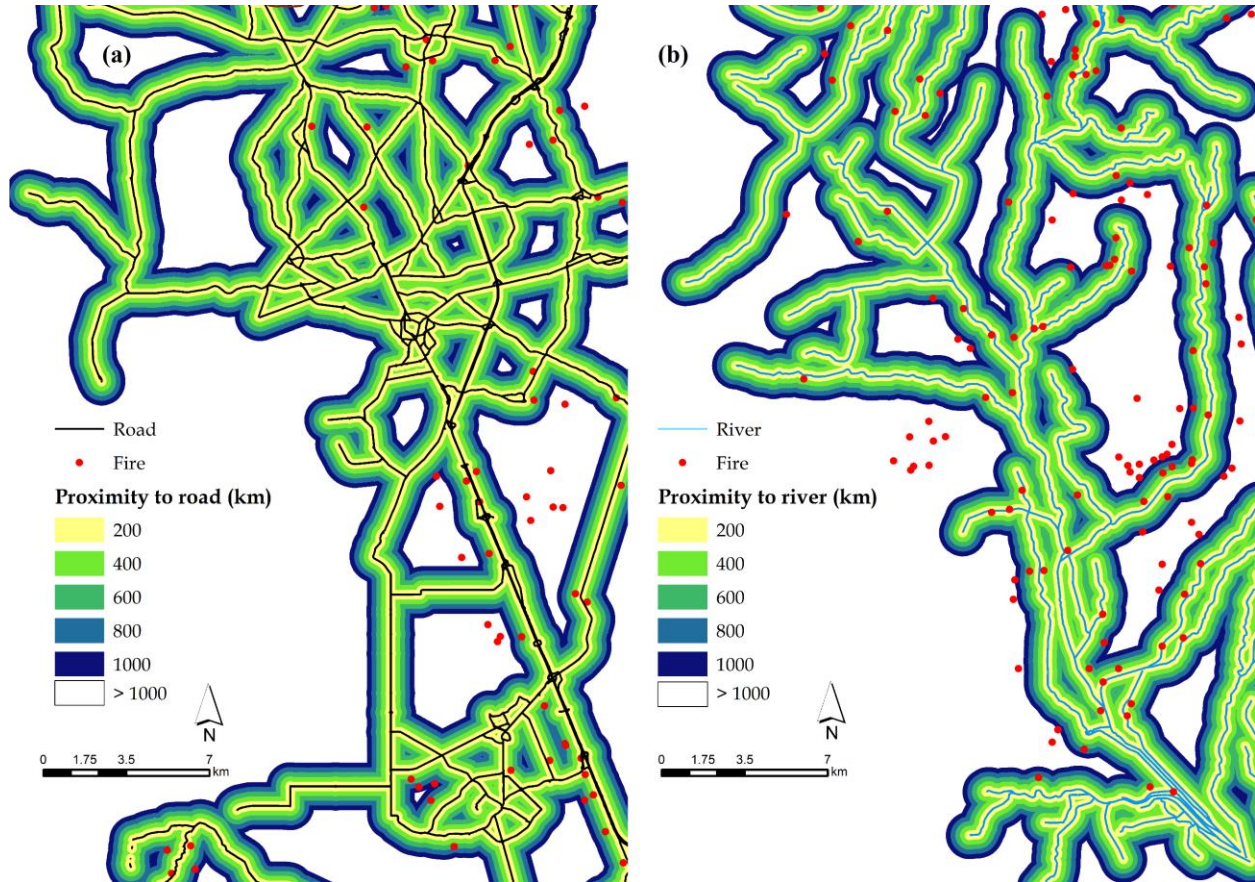 (a)
Road
Fire
Proximity to road (km)
200
400
600
800
1000
> 1000
N
0 1.75 3.5 7
km
(b)
River
Fire
Proximity to river (km)
200
400
600
800
1000
> 1000
N
0 1.75 3.5 7
km